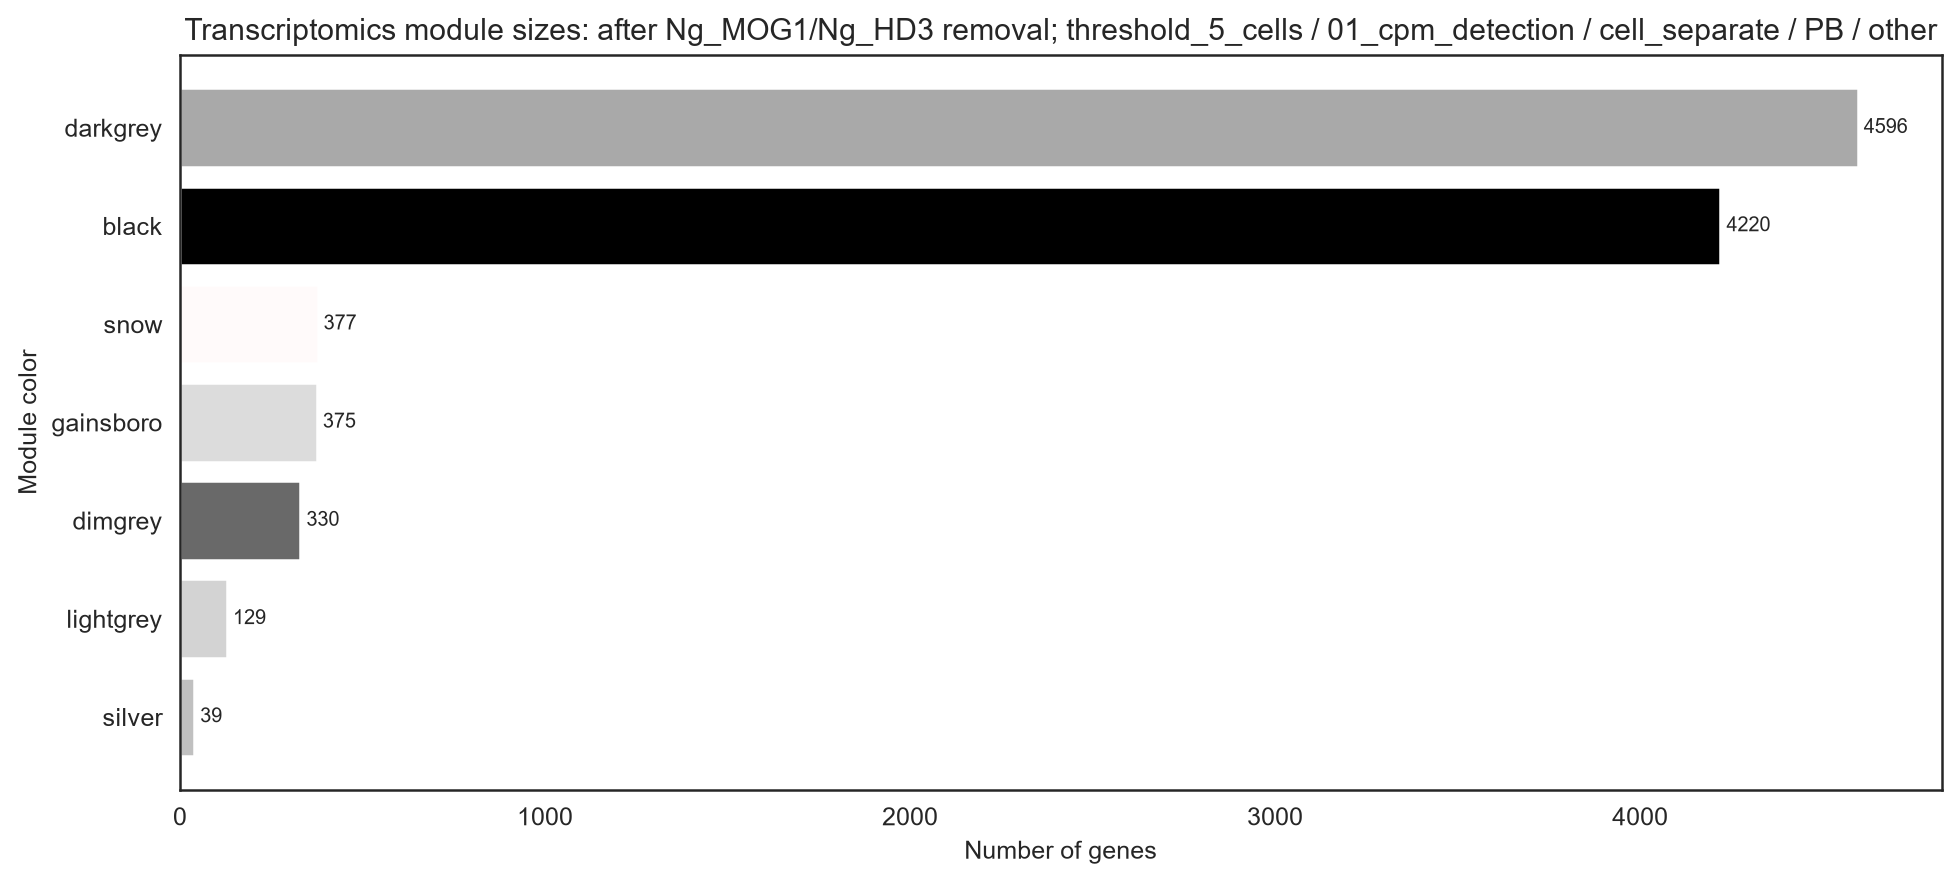 Transcriptomics module sizes: after Ng_MOG1/Ng_HD3 removal; threshold_5_cells / 01_cpm_detection / cell_separate / PB / other
Module color
darkgrey 4596
black 4220
snow 377
gainsboro 375
dimgrey 330
lightgrey 129
silver 39
0 1000 2000 3000 4000
Number of genes